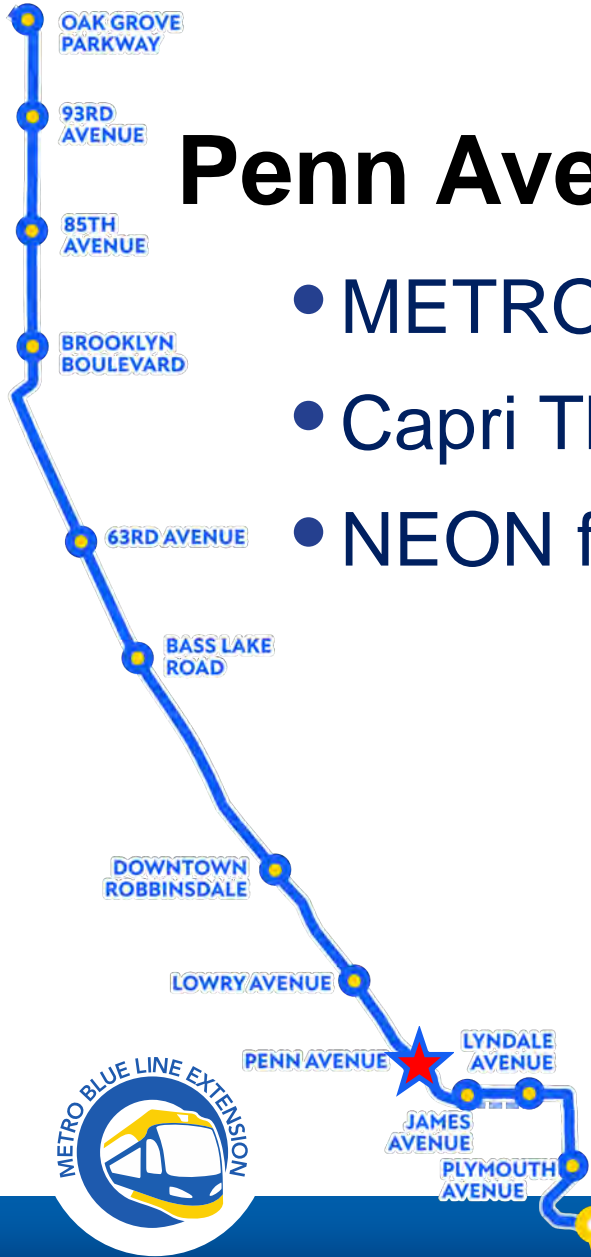 OAK GROVE
PARKWAY
93RD
AVENUE
Penn Ave
85TH
AVENUE
• METRO
BROOKLYN
BOULEVARD
• Capri T
• NEON f
63RD AVENUE
BASS LAKE
ROAD
DOWNTOWN
ROBBINSDALE
LOWRY AVENUE
PENN AVENUE
LYNDALE
AVENUE
JAMES
AVENUE
PLYMOUTH
AVENUE
METRO BLUE LINE EXTENSION